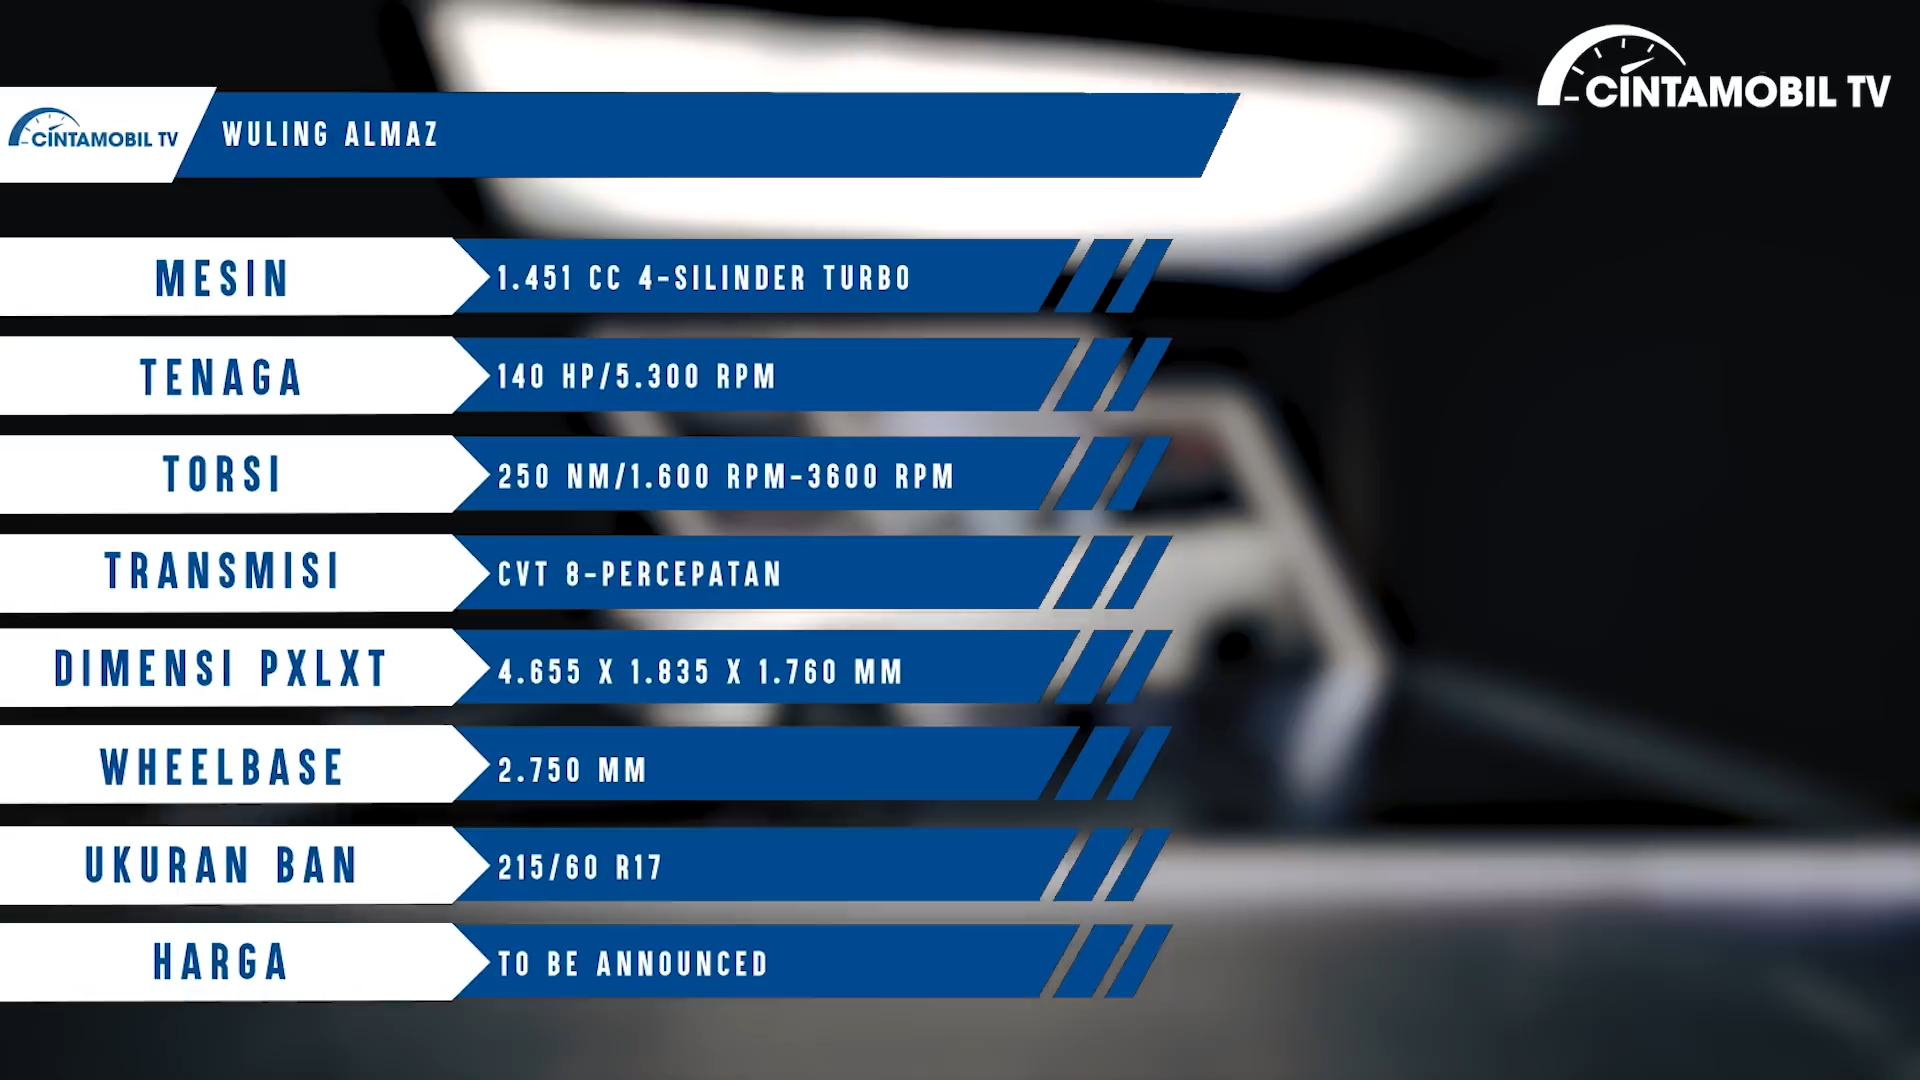 CINTAMOBIL TV
CINTAMOBIL TV
WULING ALMAZ
MESIN
1.451 CC 4-SILINDER TURBO
TENAGA
140 HP/5.300 RPM
TORSI
250 NM/1.600 RPM-3600 RPM
TRANSMISI
CVT 8-PERCEPATAN
DIMENSI PXLXT
4.655 X 1.835 X 1.760 MM
WHEELBASE
2.750 MM
UKURAN BAN
215/60 R17
HARGA
TO BE ANNOUNCED